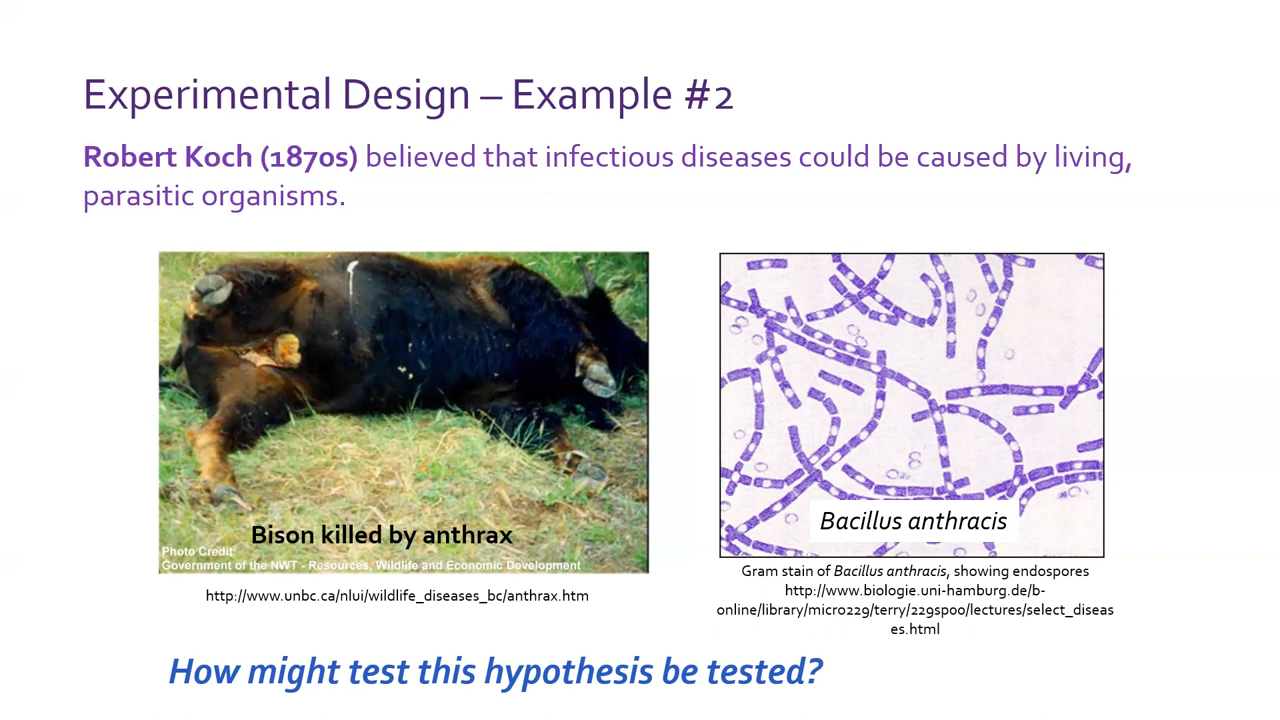 Experimental Design – Example #2
Robert Koch (1870s) believed that infectious diseases could be caused by living,
parasitic organisms.
Bison killed by anthrax
Photo Credit:
Government of the NWT - Resources, Wildlife and Economic Development
http://www.unbc.ca/nlui/wildlife_diseases_bc/anthrax.htm
Bacillus anthracis
Gram stain of Bacillus anthracis, showing endospores
http://www.biologie.uni-hamburg.de/b-
online/library/micro229/terry/229sp00/lectures/select_diseas
es.html
How might test this hypothesis be tested?